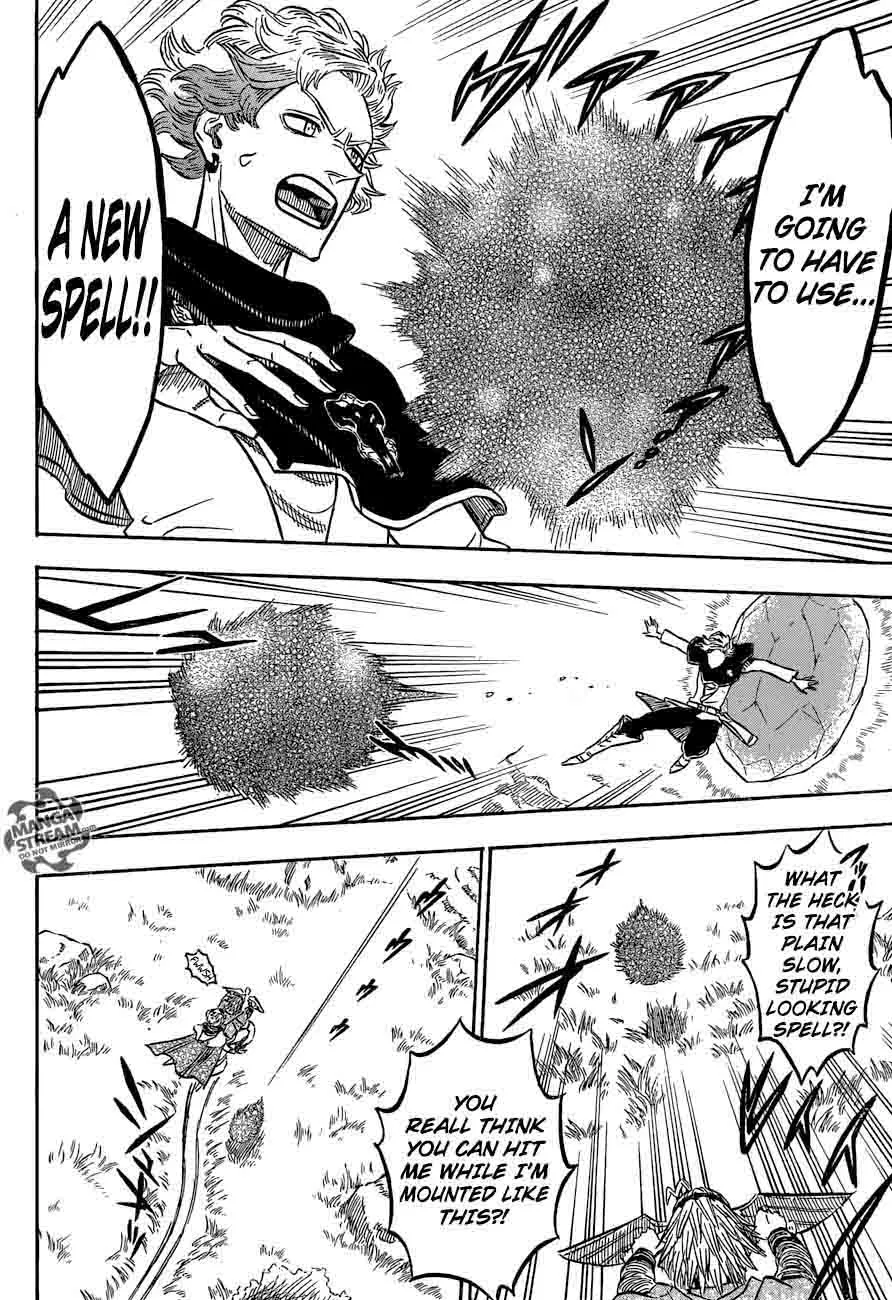 I'M
GOING
TO HAVE
TO USE...
A NEW
SPELL!!
MANGA
STREAM.com
DO NOT MIRROR
WHAT
THE HECK
IS THAT
PLAIN
SLOW,
STUPID
LOOKING
SPELL?!
YOU
REALL THINK
YOU CAN HIT
ME WHILE I'M
MOUNTED LIKE
THIS?!